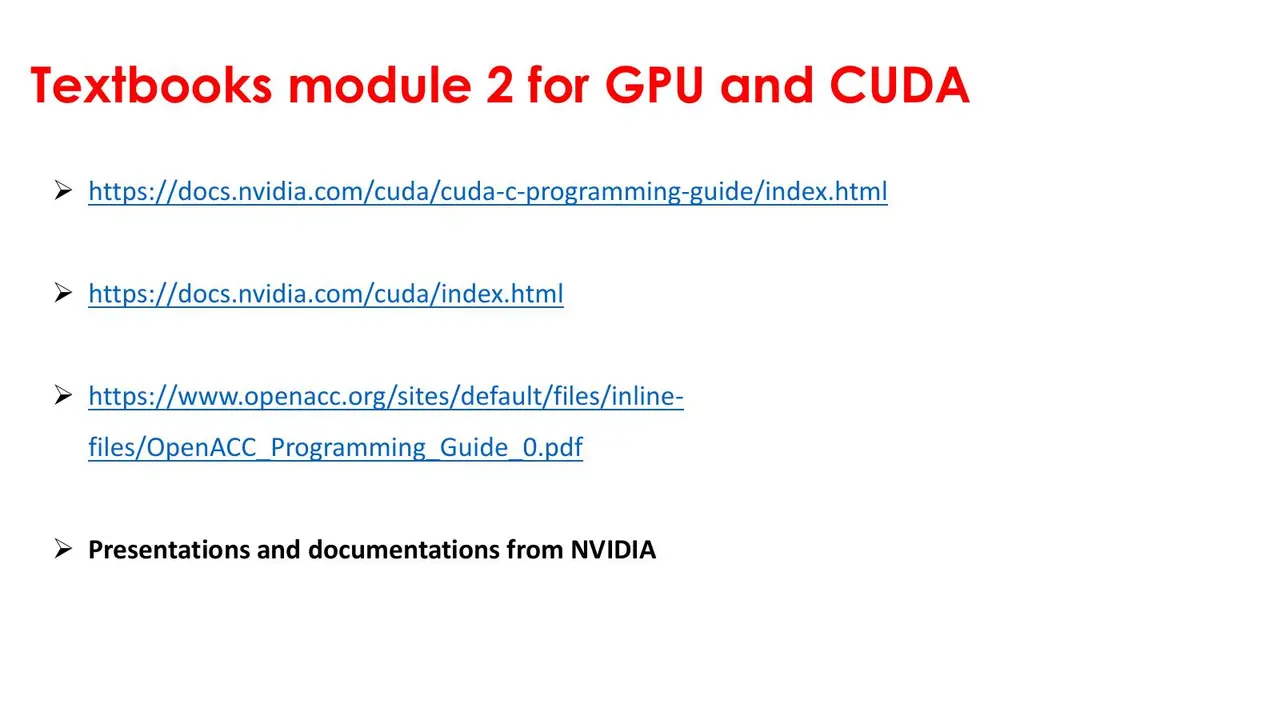 Textbooks module 2 for GPU and CUDA
➢ https://docs.nvidia.com/cuda/cuda-c-programming-guide/index.html
➢ https://docs.nvidia.com/cuda/index.html
➢ https://www.openacc.org/sites/default/files/inline-
files/OpenACC_Programming_Guide_0.pdf
➢ Presentations and documentations from NVIDIA